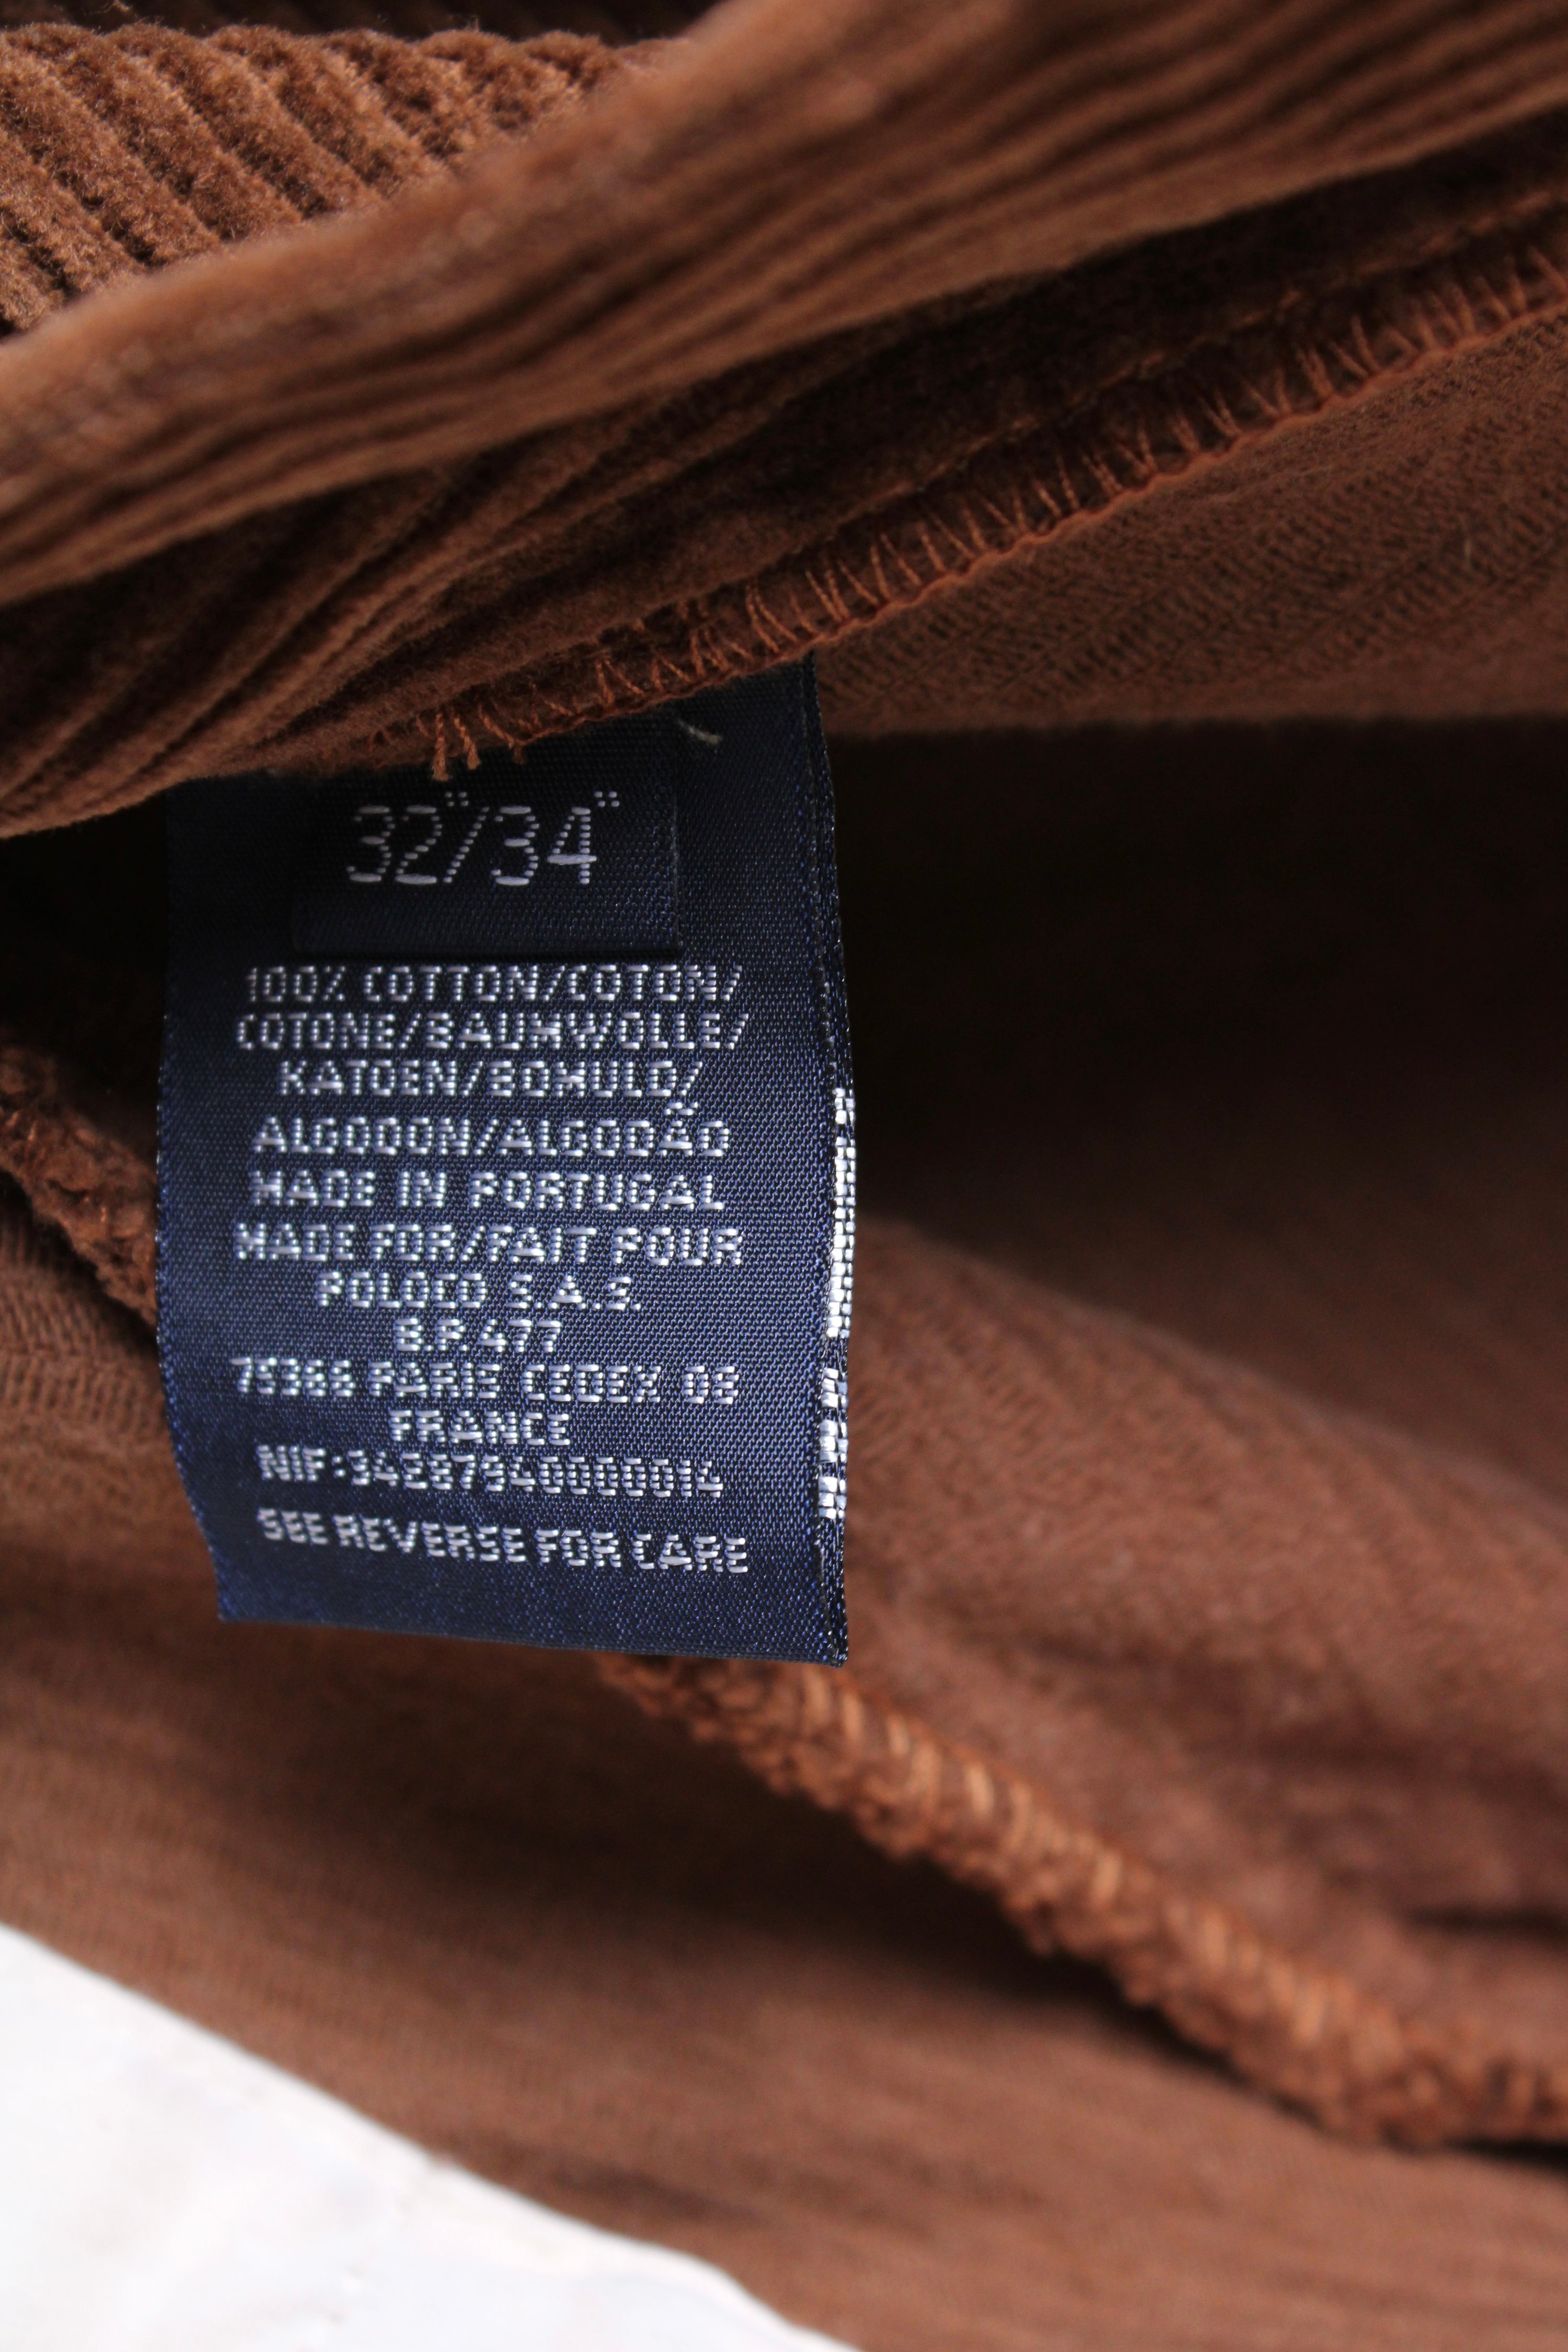 32"/34"
100% COTTON/COTON/
COTONE/BAUMWOLLE/
KATOEN/BOMULD/
ALGODON/ALGODÃO
MADE IN PORTUGAL
MADE FOR/FAIT POUR
POLOCO S.A.S.
B.P.477
75366 PARIS CEDEX 08
FRANCE
NIF:
SEE REVERSE FOR CARE